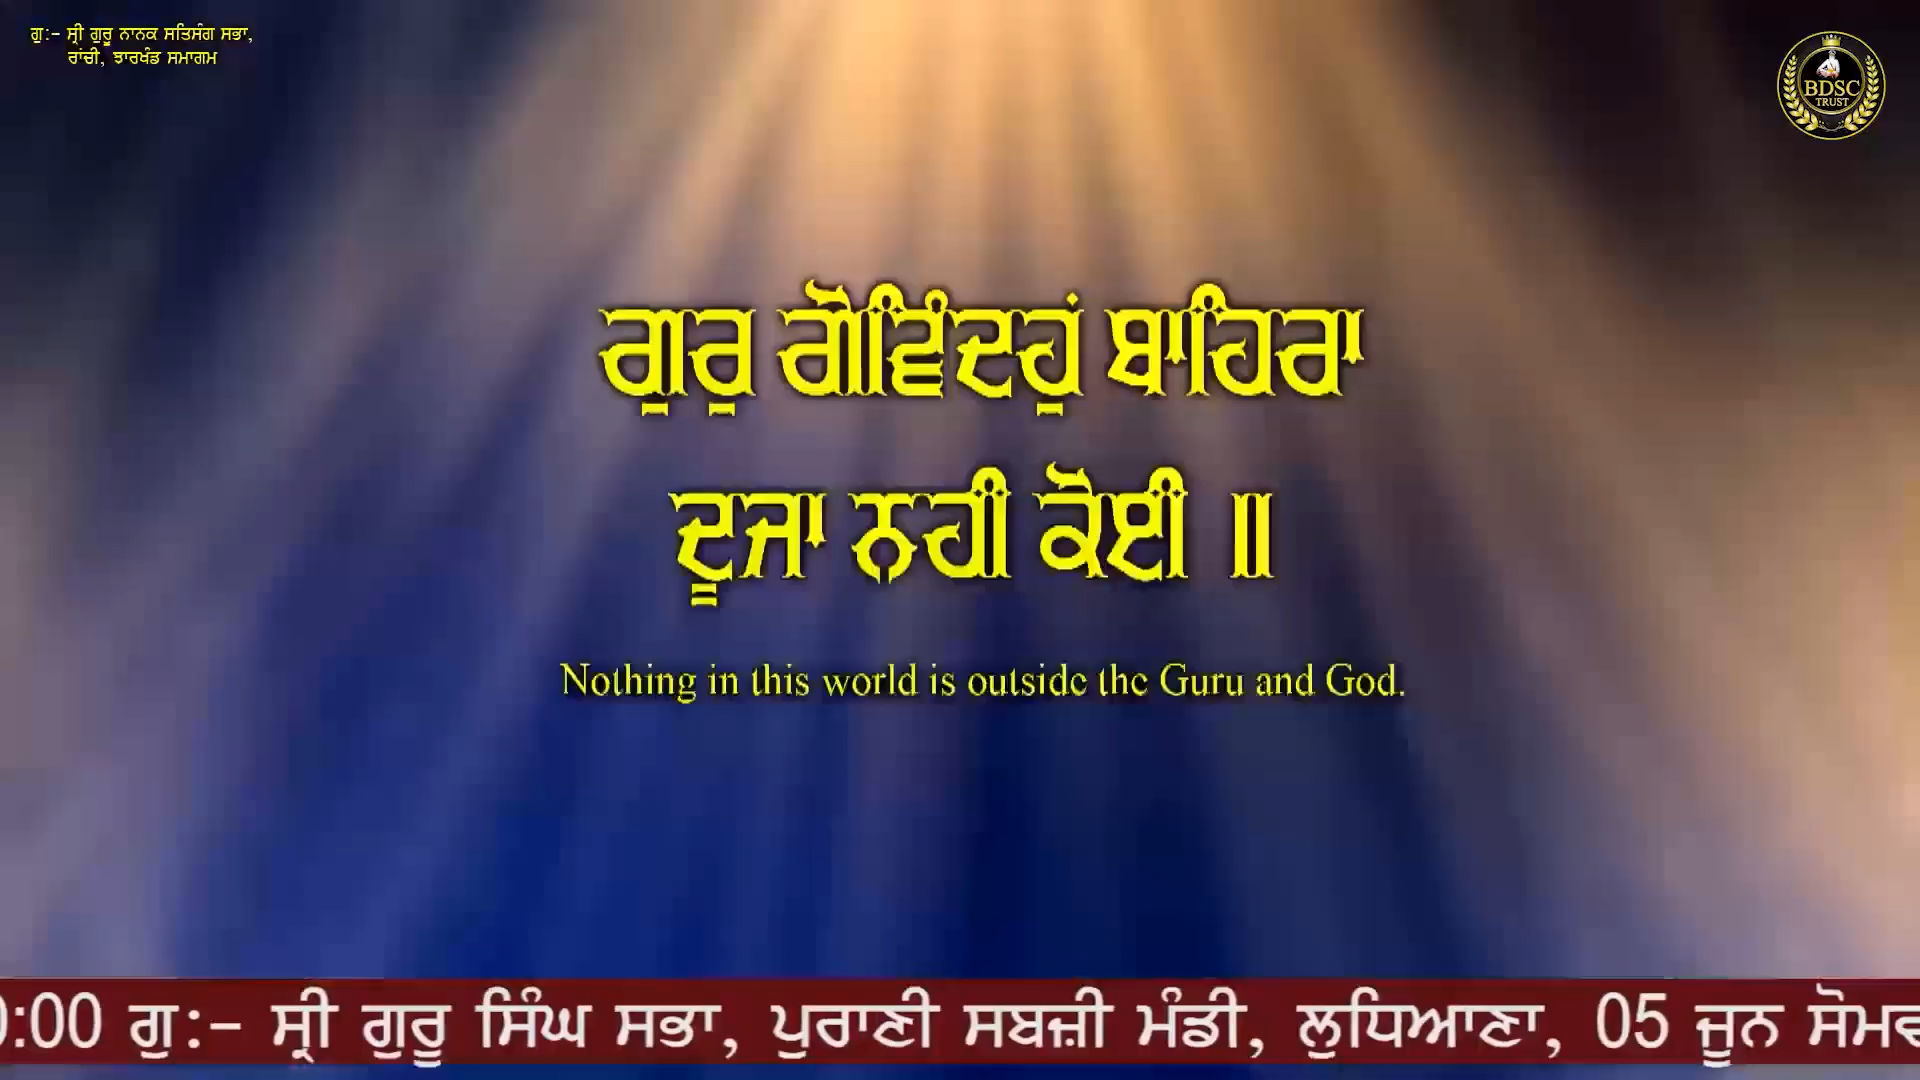 ਗੁ:- ਸ੍ਰੀ ਗੁਰੂ ਨਾਨਕ ਸਤਿਸੰਗ ਸਭਾ,
ਰਾਂਚੀ, ਝਾਰਖੰਡ ਸਮਾਗਮ
BDSC
TRUST
ਗੁਰੁ ਗੋਵਿੰਦਹੁਂ ਬਾਹਿਰਾ
ਦੂਜਾ ਨਹੀ ਕੋਈ ॥
Nothing in this world is outside the Guru and God.
:00 ਗੁ:- ਸ੍ਰੀ ਗੁਰੂ ਸਿੰਘ ਸਭਾ, ਪੁਰਾਣੀ ਸਬਜ਼ੀ ਮੰਡੀ, ਲੁਧਿਆਣਾ, 05 ਜੂਨ